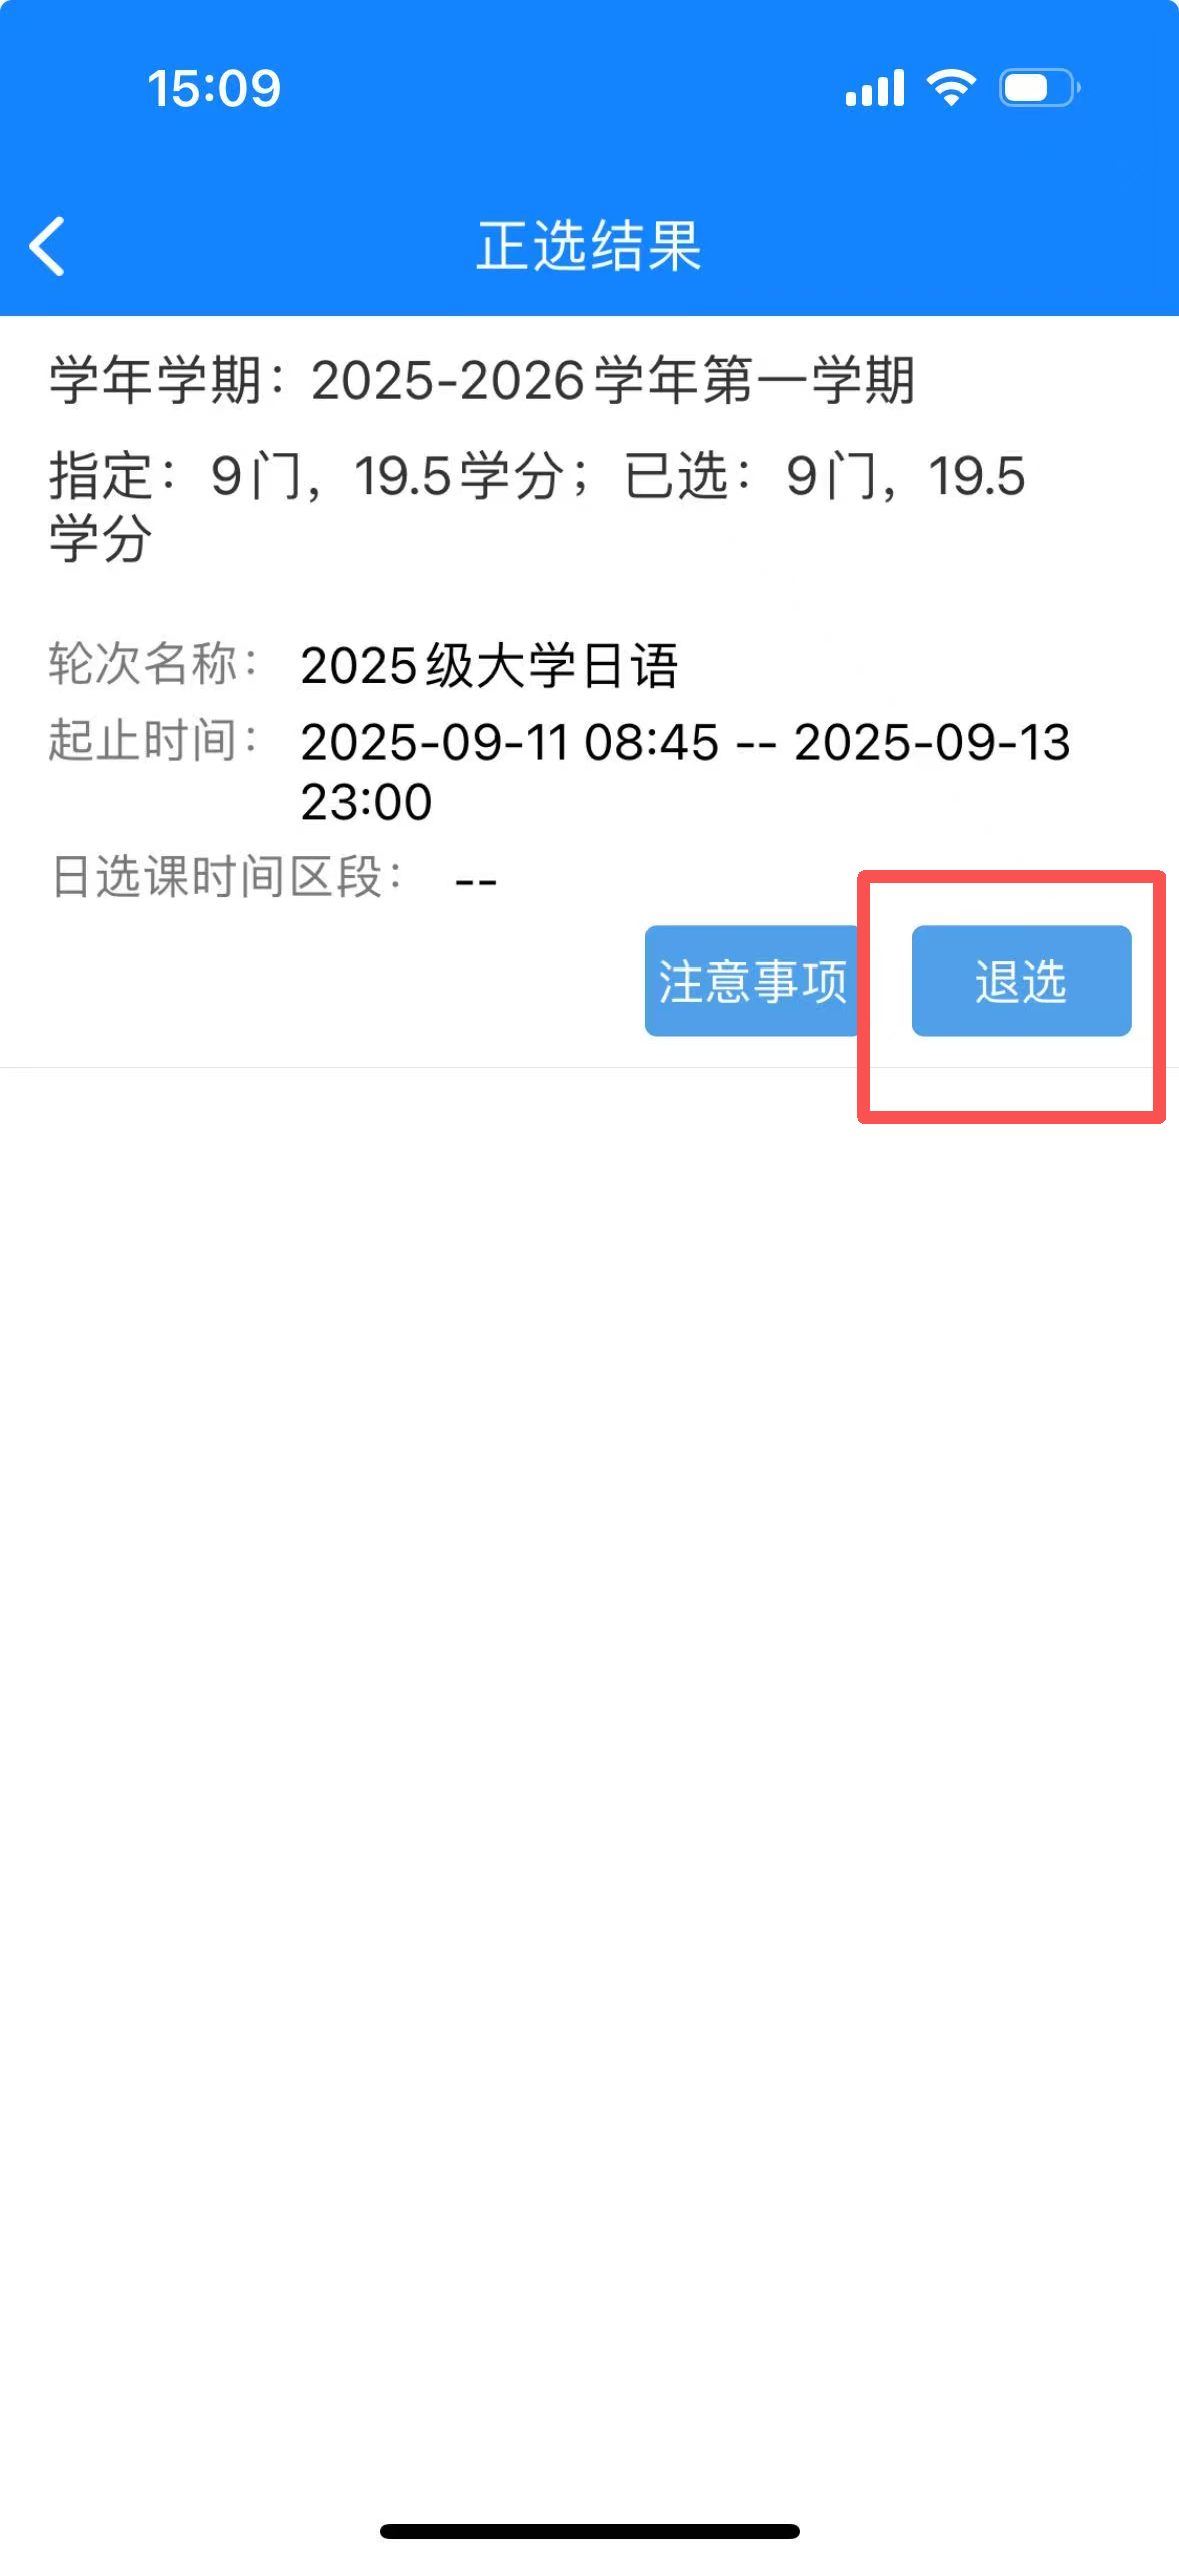 15:09
正选结果
学年学期：2025-2026学年第一学期
指定：9门，19.5学分；已选：9门，19.5
学分
轮次名称：2025级大学日语
起止时间：2025-09-11 08:45 -- 2025-09-13
23:00
日选课时间区段：--
注意事项 退选